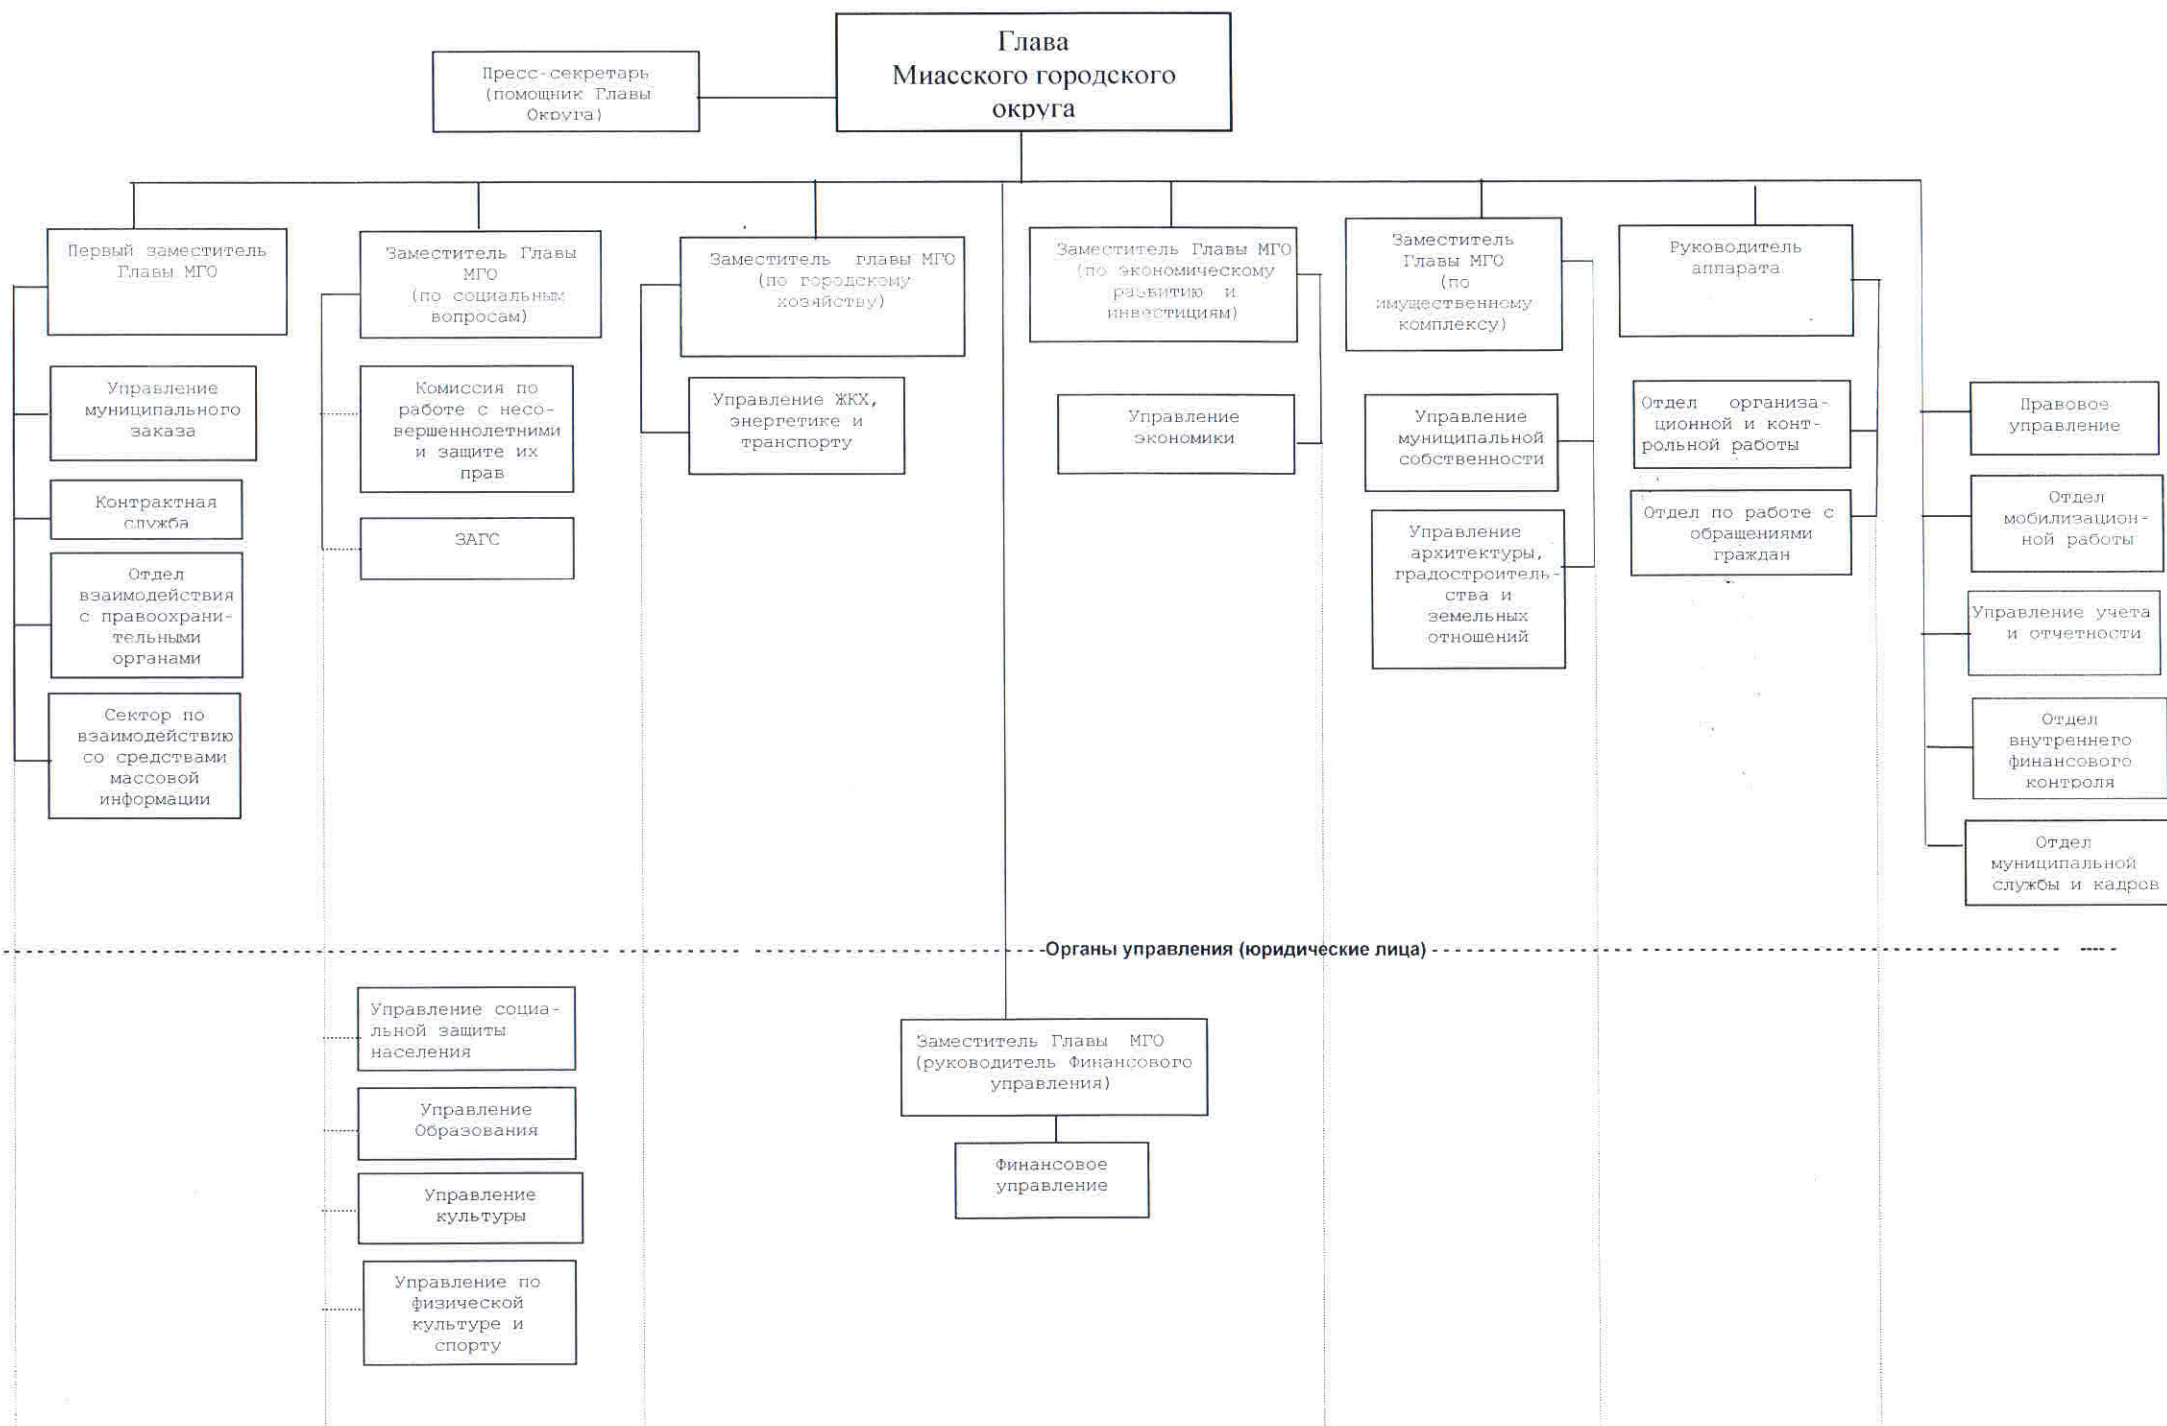 Глава
Миасского городского
округа
Пресс-секретарь
(помощник Главы
Округа)
Первый заместитель
Главы МГО
Управление
муниципального
заказа
Контрактная
служба
Отдел
взаимодействия
с правоохрани-
тельными
органами
Сектор по
взаимодействию
со средствами
массовой
информации
Заместитель Главы
МГО
(по социальным
вопросам)
Комиссия по
работе с несо-
вершеннолетними
и защите их
прав
ЗАГС
Заместитель главы МГО
(по городскому
хозяйству)
Управление ЖКХ,
энергетике и
транспорту
Заместитель Главы МГО
(по экономическому
развитию и
инвестициям)
Управление
экономики
Заместитель
Главы МГО
(по
имущественному
комплексу)
Управление
муниципальной
собственности
Управление
архитектуры,
градостроитель-
ства и
земельных
отношений
Руководитель
аппарата
Отдел организа-
ционной и конт-
рольной работы
Отдел по работе с
обращениями
граждан
Правовое
управление
Отдел
мобилизацион-
ной работы
Управление учета
и отчетности
Отдел
внутреннего
финансового
контроля
Отдел
муниципальной
службы и кадров
Органы управления (юридические лица)
Управление социа-
льной защиты
населения
Управление
Образования
Управление
культуры
Управление по
физической
культуре и
спорту
Заместитель Главы МГО
(руководитель Финансового
управления)
Финансовое
управление